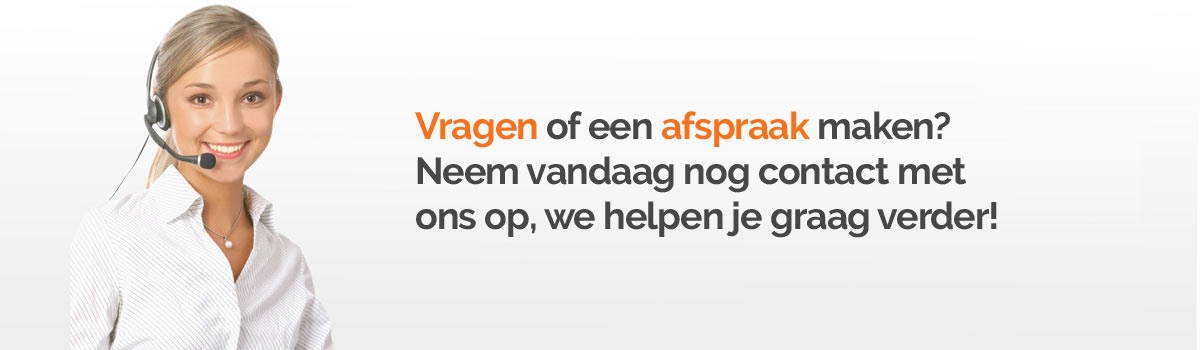 Vragen of een afspraak maken?
Neem vandaag nog contact met
ons op, we helpen je graag verder!